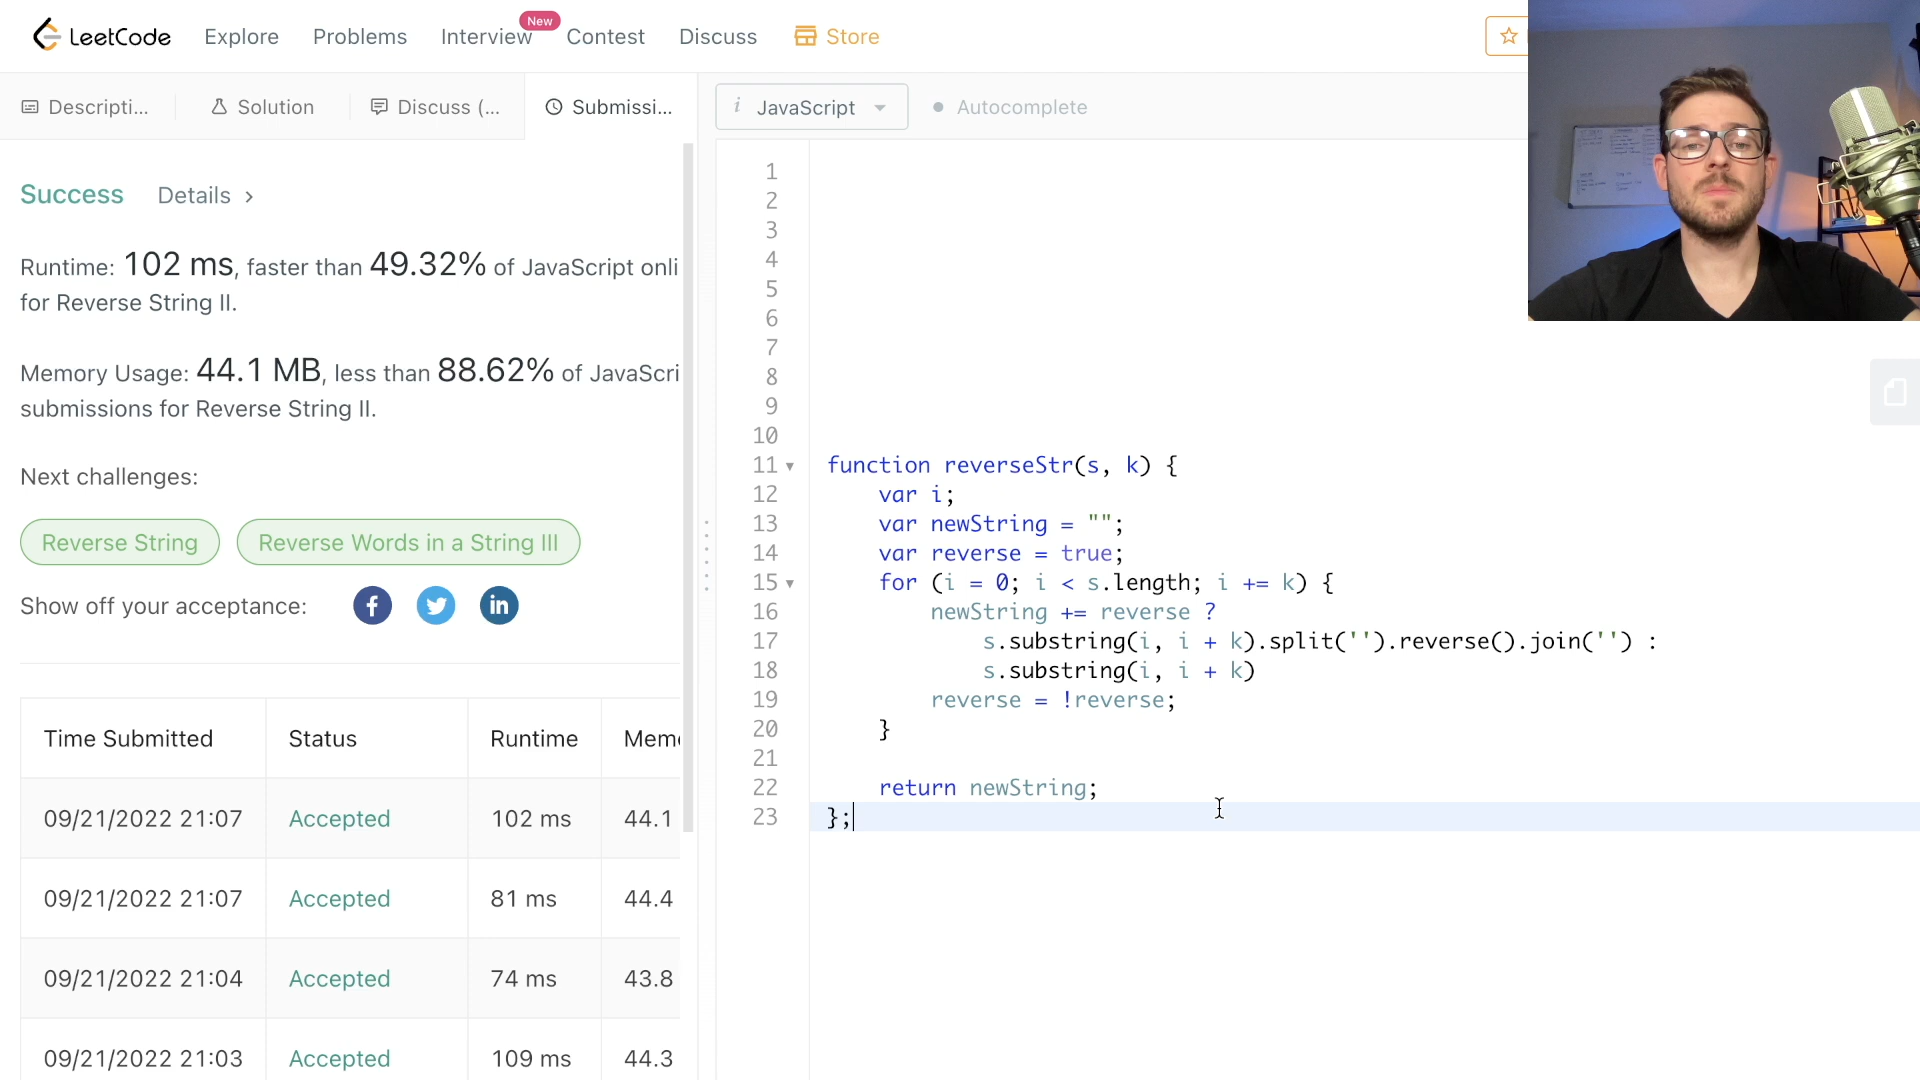 LeetCode Explore Problems Interview New Contest Discuss Store
Descripti... Solution Discuss (... Submissi...
i JavaScript Autocomplete
Success Details >
Runtime: 102 ms, faster than 49.32% of JavaScript onli
for Reverse String II.
Memory Usage: 44.1 MB, less than 88.62% of JavaScri
submissions for Reverse String II.
Next challenges:
Reverse String Reverse Words in a String III
Show off your acceptance:
Time Submitted Status Runtime Mem
09/21/2022 21:07 Accepted 102 ms 44.1
09/21/2022 21:07 Accepted 81 ms 44.4
09/21/2022 21:04 Accepted 74 ms 43.8
09/21/2022 21:03 Accepted 109 ms 44.3
1
2
3
4
5
6
7
8
9
10
11 function reverseStr(s, k) {
12 var i;
13 var newString = "";
14 var reverse = true;
15 for (i = 0; i < s.length; i += k) {
16 newString += reverse ?
17 s.substring(i, i + k).split('').reverse().join('') :
18 s.substring(i, i + k)
19 reverse = !reverse;
20 }
21
22 return newString;
23 };